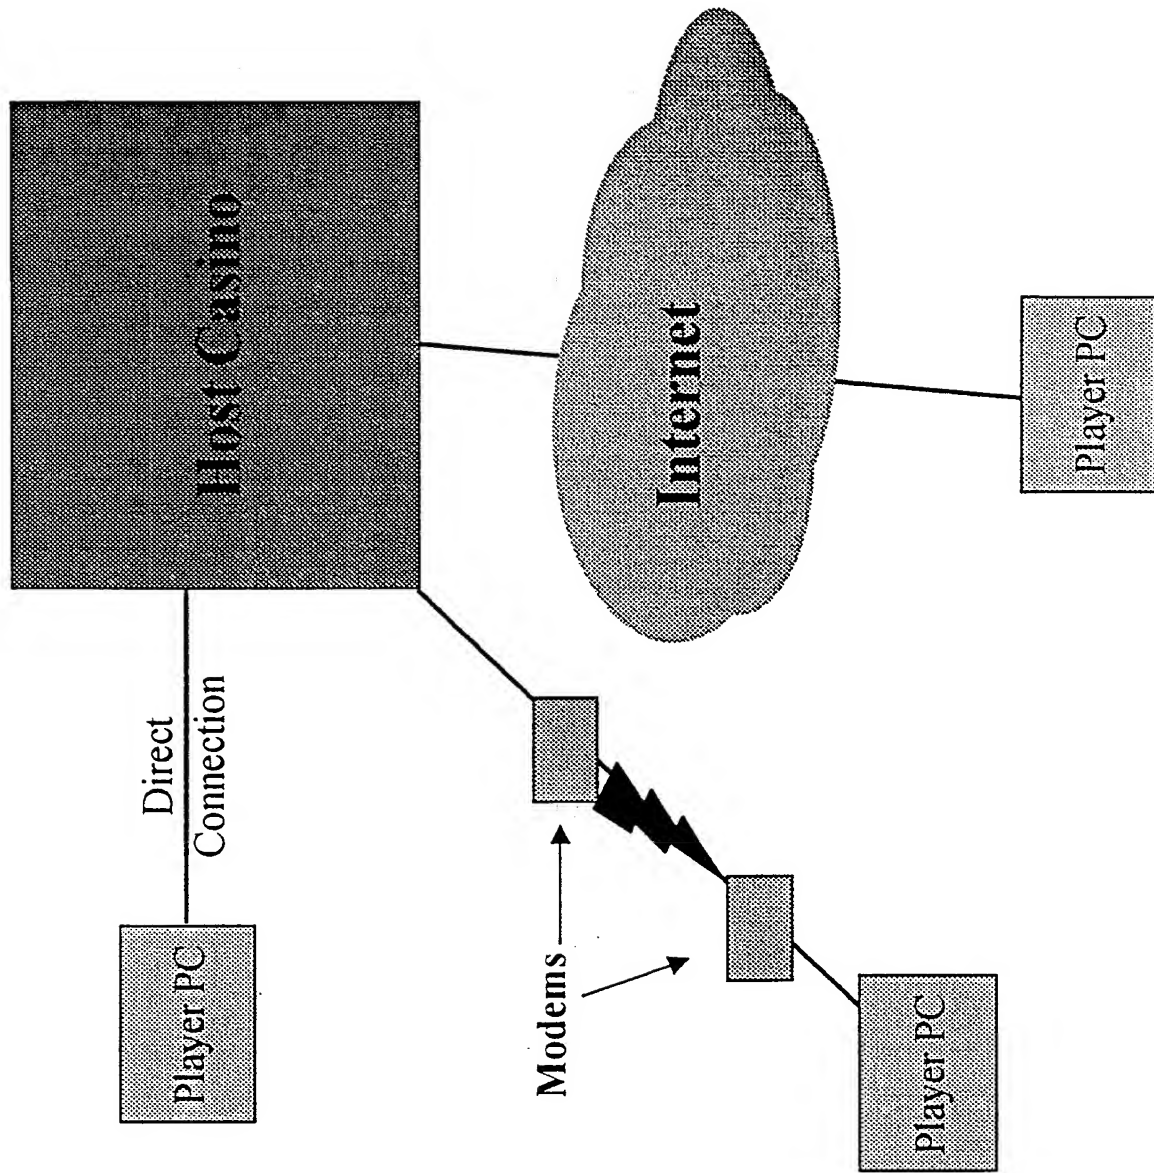 Host Casino
Direct
Connection
Player PC
Internet
Modems
Player PC
Player PC